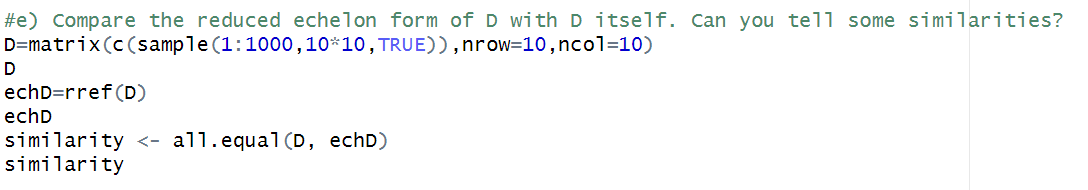 #e) Compare the reduced echelon form of D with D itself. Can you tell some similarities?
D=matrix(c(sample(1:1000,10*10,TRUE)),nrow=10,ncol=10)
D
echD=rref(D)
echD
similarity <- all.equal(D, echD)
similarity